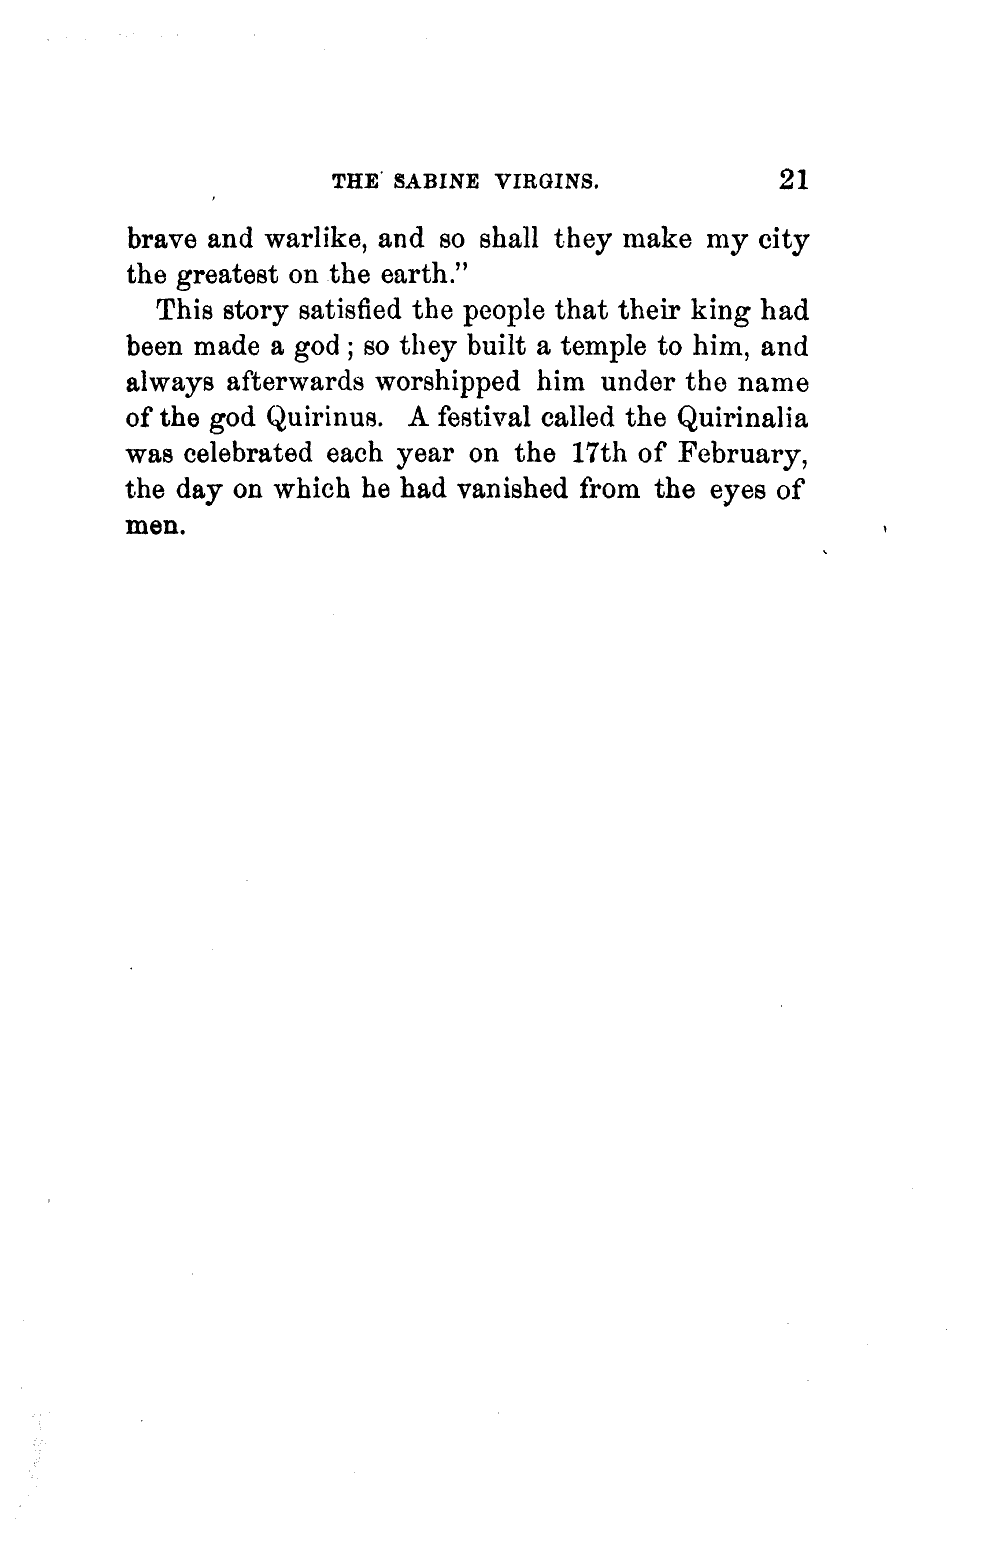 THE SABINE VIRGINS. 21
brave and warlike, and so shall they make my city
the greatest on the earth.”
This story satisfied the people that their king had
been made a god ; so they built a temple to him, and
always afterwards worshipped him under the name
of the god Quirinus. A festival called the Quirinalia
was celebrated each year on the 17th of February,
the day on which he had vanished from the eyes of
men.